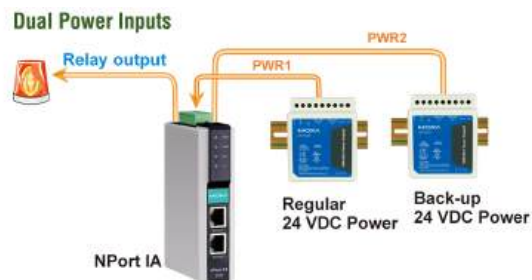 Dual Power Inputs
PWR2
Relay output
PWR1
MOXA
MOXA
Regular
24 VDC Power
Back-up
24 VDC Power
NPort IA